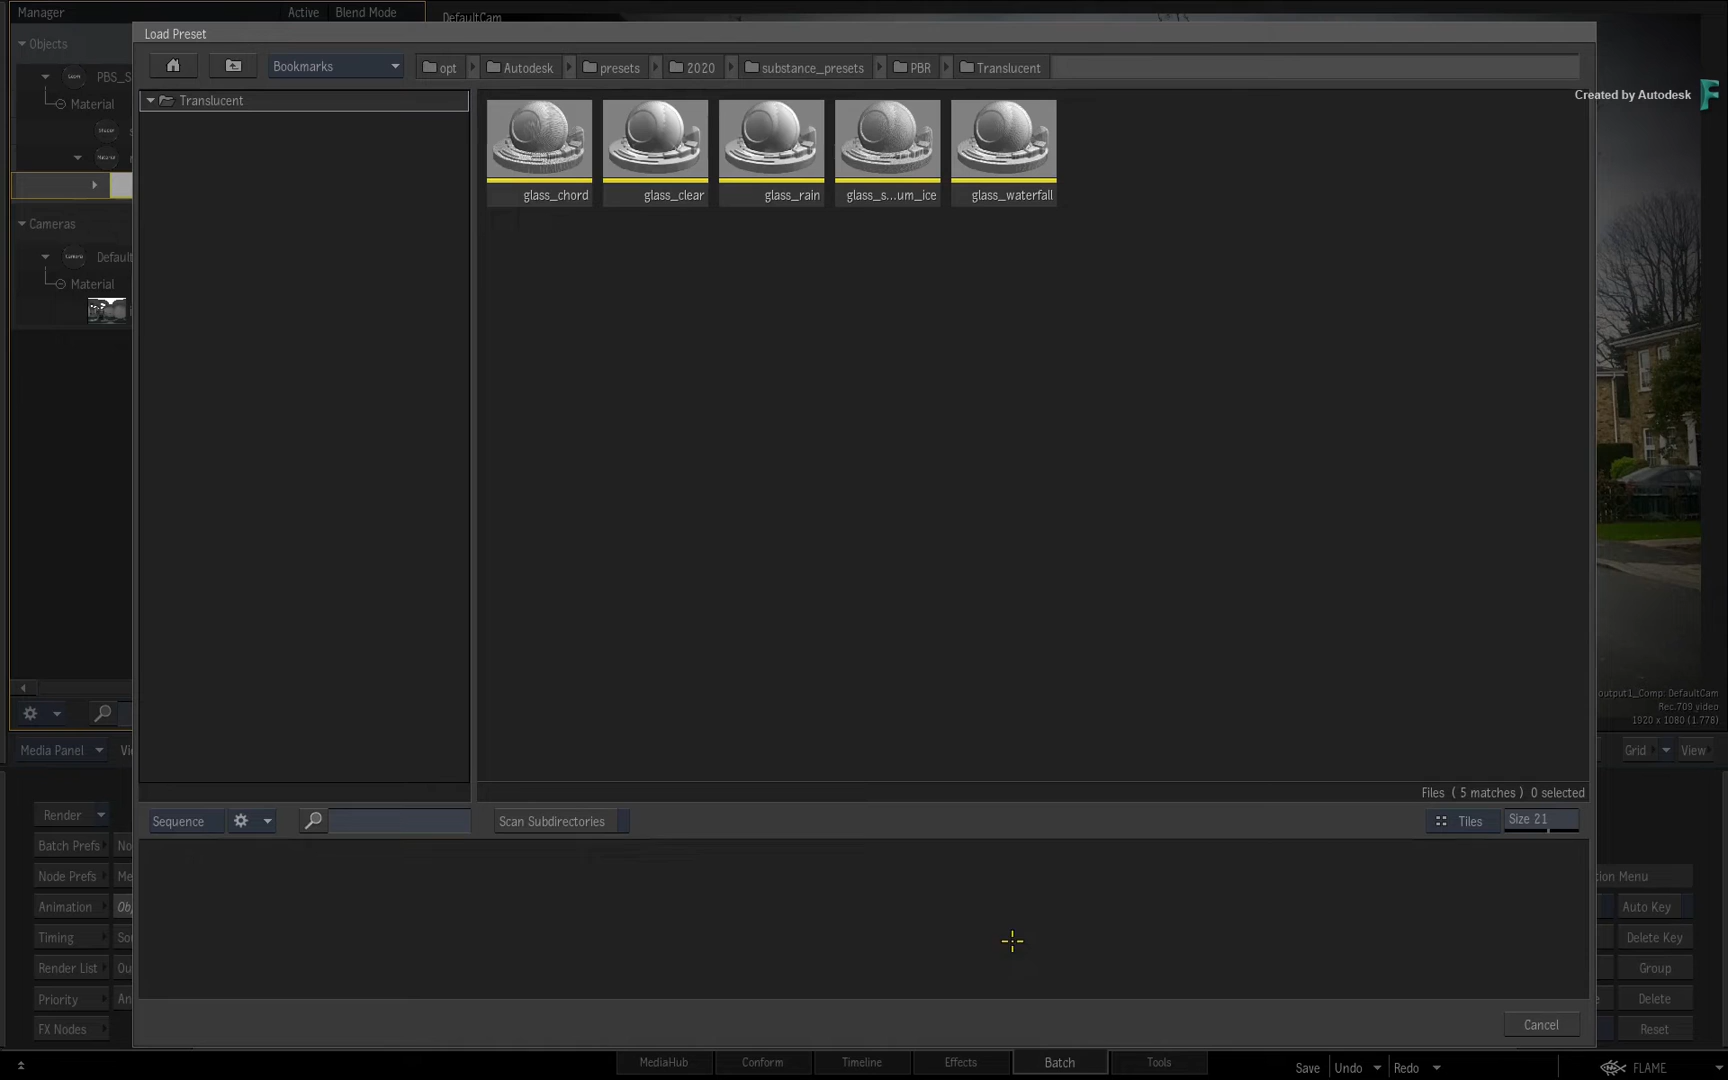 Manager
Active
Blend Mode
DefaultCam
Load Preset
Objects
Bookmarks
opt
Autodesk
presets
2020
substance_presets
PBR
Translucent
PBS_S
Material
Translucent
Created by Autodesk
glass_chord
glass_clear
glass_rain
glass_s...um_ice
glass_waterfall
Cameras
Default
Material
output1_Comp: DefaultCam
Rec.709 video
1920 x 1080 (1.778)
Media Panel
Grid
View
Files ( 5 matches ) 0 selected
Render
Sequence
Scan Subdirectories
Tiles
Size 21
Batch Prefs
Node Prefs
Animation
Timing
Render List
Priority
FX Nodes
tion Menu
Auto Key
Delete Key
Group
Delete
Reset
Cancel
MediaHub
Conform
Timeline
Effects
Batch
Tools
Save
Undo
Redo
FLAME